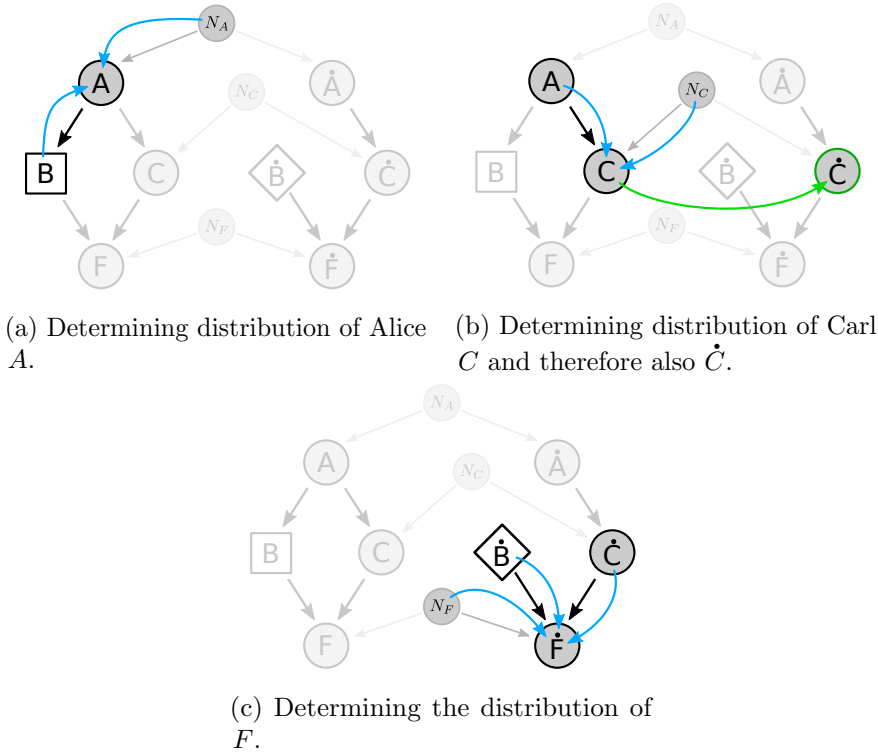 N_A
A
Ȧ
N_C
B
C
Ḃ
Ċ
N_F
F
Ḟ
N_A
A
Ȧ
N_C
B
C
Ḃ
Ċ
N_F
F
Ḟ
(a) Determining distribution of Alice
A.
(b) Determining distribution of Carl
C and therefore also Ċ.
N_A
A
Ȧ
N_C
B
C
Ḃ
Ċ
N_F
F
Ḟ
(c) Determining the distribution of
F.